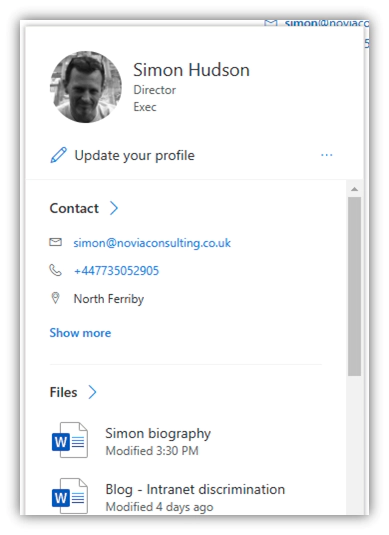 simon@noviaco
5
Simon Hudson
Director
Exec
Update your profile
...
Contact
simon@noviaconsulting.co.uk
+447735052905
North Ferriby
Show more
Files
W
Simon biography
Modified 3:30 PM
W
Blog - Intranet discrimination
Modified 4 days ago